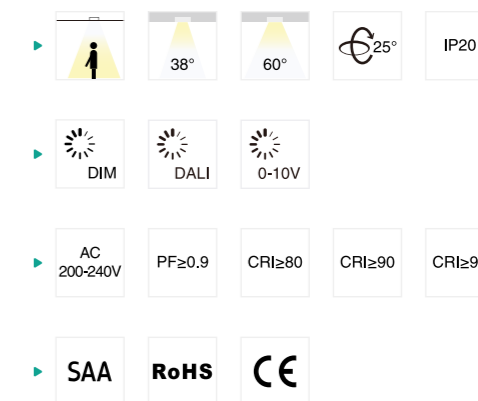 38°
60°
25°
IP20
DIM
DALI
0-10V
AC
200-240V
PF≥0.9
CRI≥80
CRI≥90
SAA
RoHS
CE